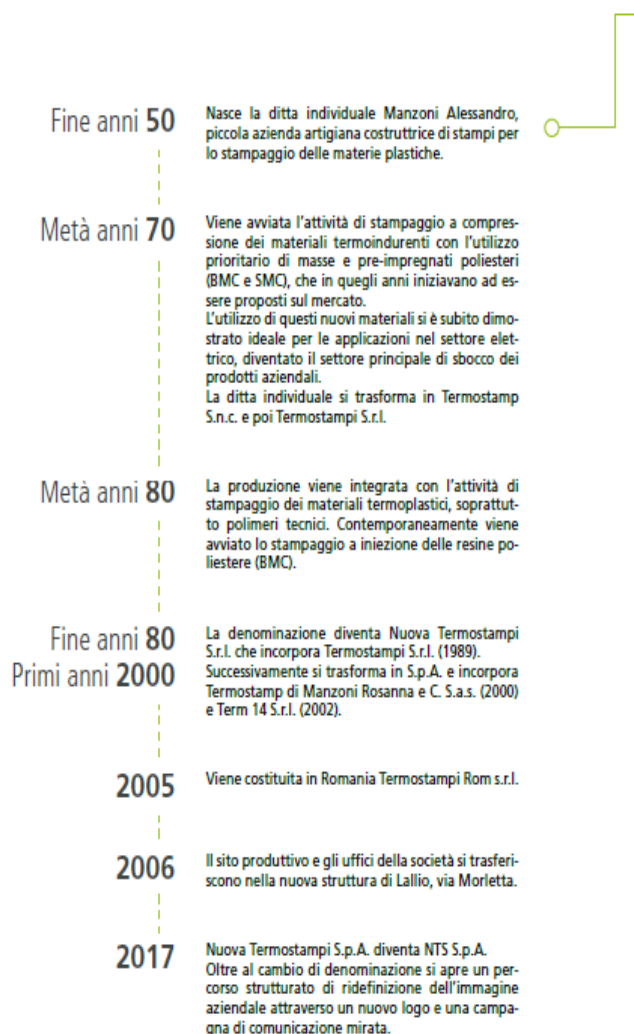 Fine anni 50
Nasce la ditta individuale Manzoni Alessandro,
piccola azienda artigiana costruttrice di stampi per
lo stampaggio delle materie plastiche.
Metà anni 70
Viene avviata l'attività di stampaggio a compres-
sione dei materiali termoindurenti con l'utilizzo
prioritario di masse e pre-impregnati poliesteri
(BMC e SMC), che in quegli anni iniziavano ad es-
sere proposti sul mercato.
L'utilizzo di questi nuovi materiali si è subito dimo-
strato ideale per le applicazioni nel settore elet-
trico, diventato il settore principale di sbocco dei
prodotti aziendali.
La ditta individuale si trasforma in Termostamp
S.n.c. e poi Termostampi S.r.l.
Metà anni 80
La produzione viene integrata con l'attività di
stampaggio dei materiali termoplastici, soprattut-
to polimeri tecnici. Contemporaneamente viene
avviato lo stampaggio a iniezione delle resine po-
liestere (BMC).
Fine anni 80
Primi anni 2000
La denominazione diventa Nuova Termostampi
S.r.l. che incorpora Termostampi S.r.l. (1989).
Successivamente si trasforma in S.p.A. e incorpora
Termostamp di Manzoni Rosanna e C. S.a.s. (2000)
e Term 14 S.r.l. (2002).
2005
Viene costituita in Romania Termostampi Rom s.r.l.
2006
Il sito produttivo e gli uffici della società si trasferi-
scono nella nuova struttura di Lallio, via Morletta.
2017
Nuova Termostampi S.p.A. diventa NTS S.p.A.
Oltre al cambio di denominazione si apre un per-
corso strutturato di ridefinizione dell'immagine
aziendale attraverso un nuovo logo e una campa-
gna di comunicazione mirata.